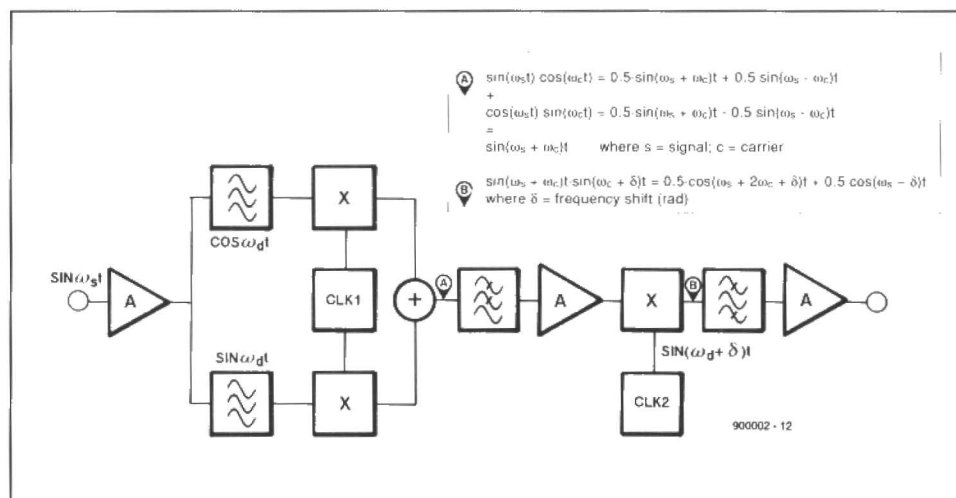 A sin(ωst) cos(ωct) = 0.5·sin(ωs + ωc)t + 0.5 sin(ωs - ωc)t
+
cos(ωst) sin(ωct) = 0.5·sin(ωs + ωc)t - 0.5 sin(ωs - ωc)t
=
sin(ωs + ωc)t where s = signal; c = carrier
B sin(ωs + ωc)t·sin(ωc + δ)t = 0.5·cos(ωs + 2ωc + δ)t + 0.5 cos(ωs - δ)t
where δ = frequency shift (rad)
X
COSωdt
SINωst
A
CLK1
+
A
A
X
B
A
SINωdt
SIN(ωd+ δ)t
X
CLK2
900002 - 12